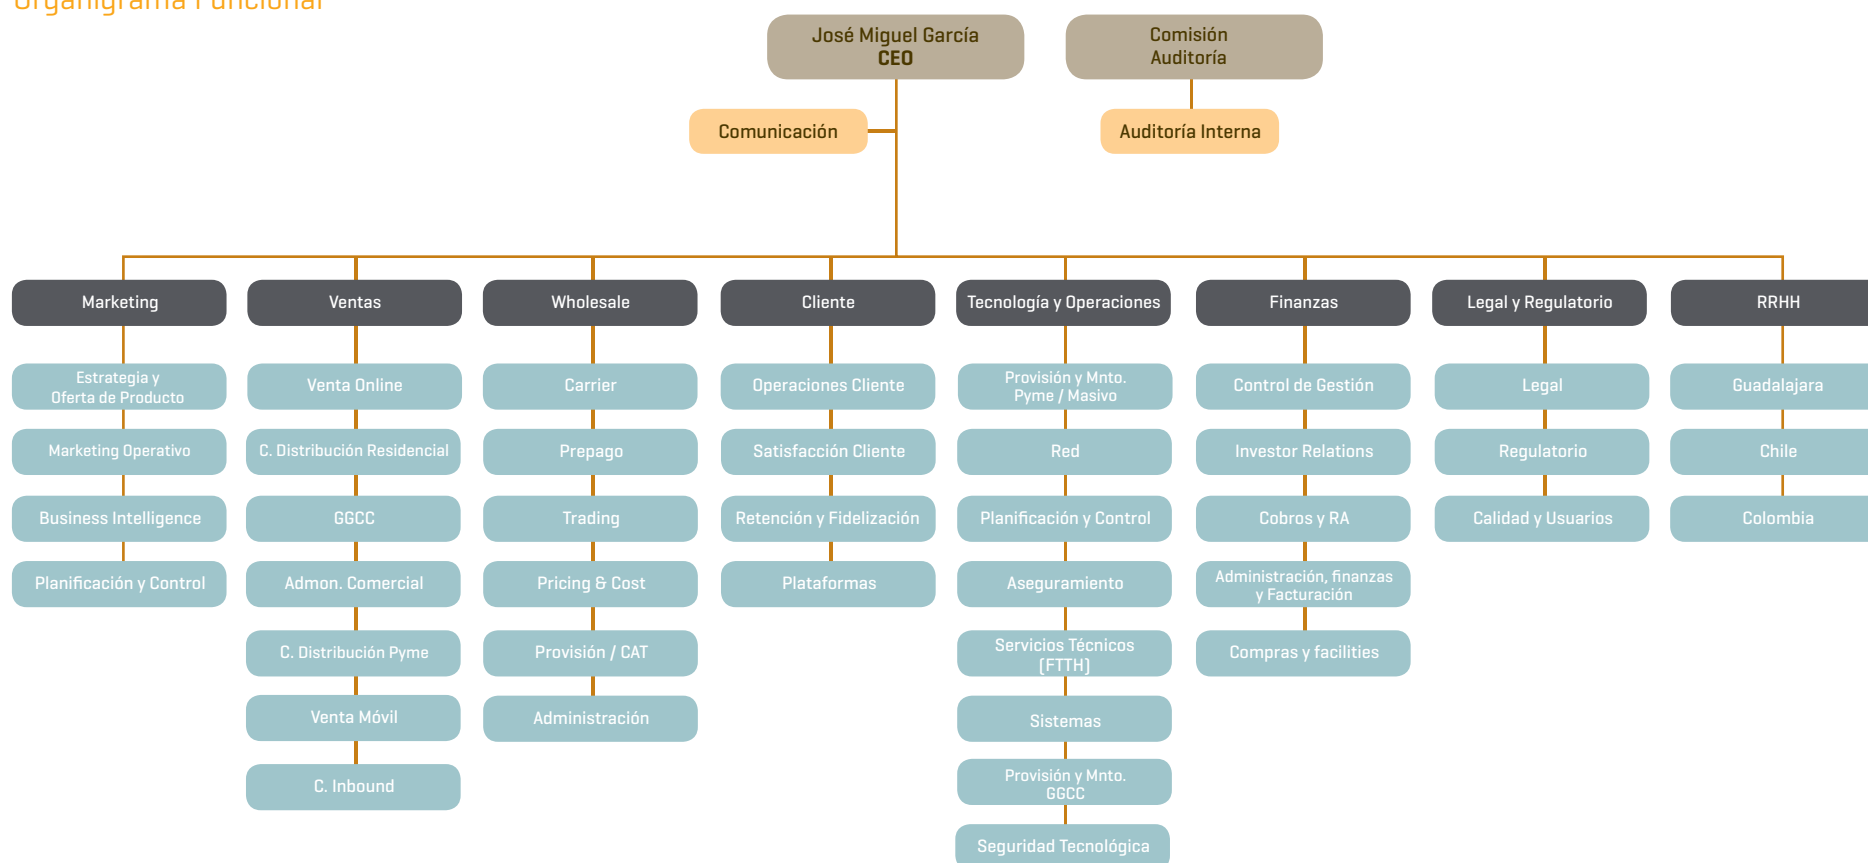 Organigrama Funcional
José Miguel García
CEO
Comisión
Auditoría
Comunicación
Auditoría Interna
Marketing
Ventas
Wholesale
Cliente
Tecnología y Operaciones
Finanzas
Legal y Regulatorio
RRHH
Estrategia y
Oferta de Producto
Venta Online
Carrier
Operaciones Cliente
Provisión y Mnto.
Pyme / Masivo
Control de Gestión
Legal
Guadalajara
Marketing Operativo
C. Distribución Residencial
Prepago
Satisfacción Cliente
Red
Investor Relations
Regulatorio
Chile
Business Intelligence
GGCC
Trading
Retención y Fidelización
Planificación y Control
Cobros y RA
Calidad y Usuarios
Colombia
Planificación y Control
Admon. Comercial
Pricing & Cost
Plataformas
Aseguramiento
Administración, finanzas
y Facturación
C. Distribución Pyme
Provisión / CAT
Servicios Técnicos
(FTTH)
Compras y facilities
Venta Móvil
Administración
Sistemas
C. Inbound
Provisión y Mnto.
GGCC
Seguridad Tecnológica